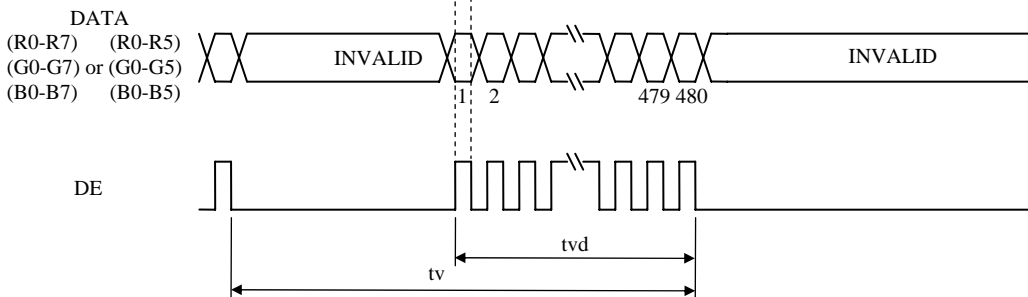 DATA
(R0-R7) (R0-R5)
(G0-G7) or (G0-G5)
(B0-B7) (B0-B5)
INVALID
INVALID
1 2 479 480
DE
tvd
tv